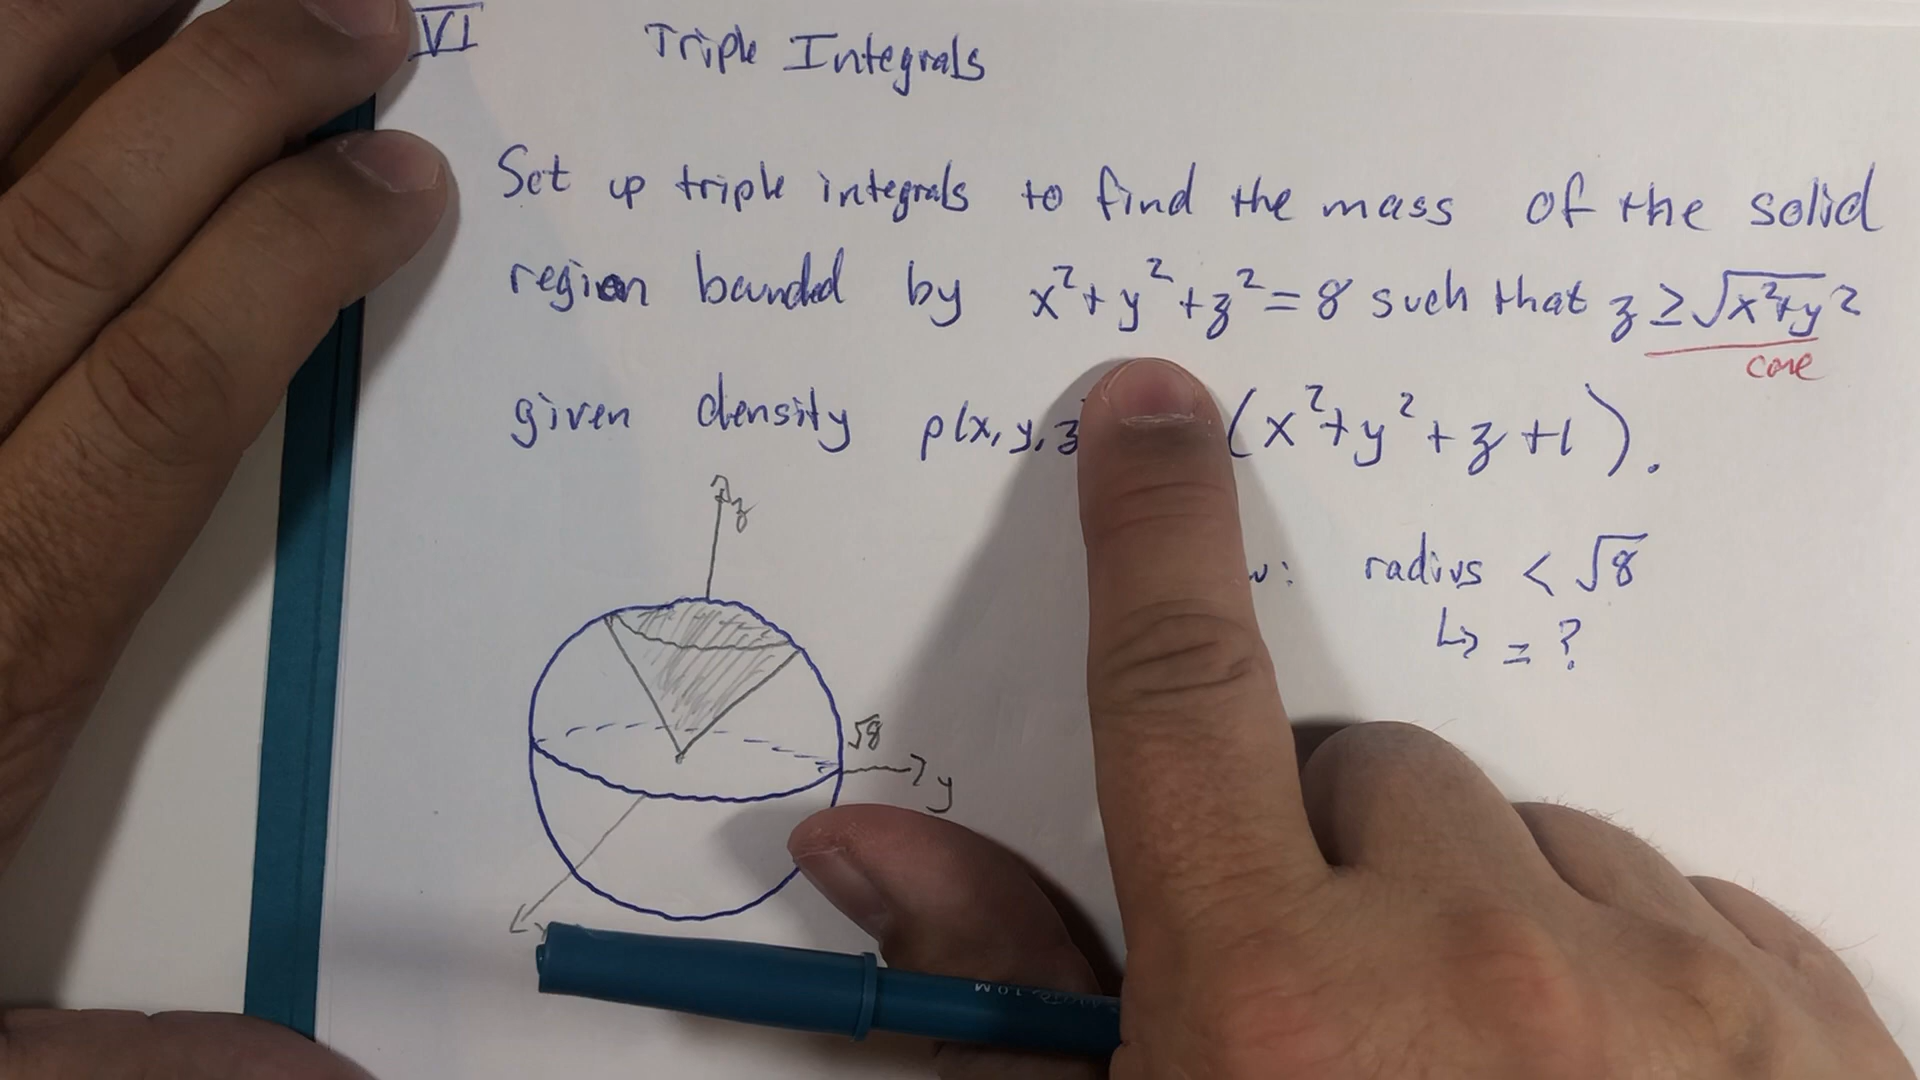 VI Triple Integrals
Set up triple integrals to find the mass of the solid
region bounded by x²+y²+z²=8 such that z ≥ √x²+y²
cone
given density ρ(x,y,z (x²+y²+z+1).
z
radius < √8
↳ = ?
√8
y